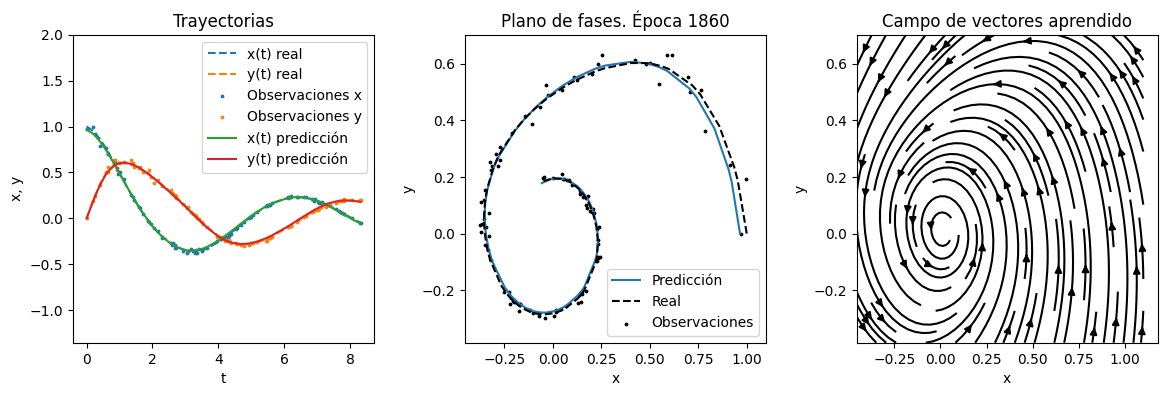 Trayectorias
x, y
2.0
1.5
1.0
0.5
0.0
−0.5
−1.0
0
2
4
6
8
t
x(t) real
y(t) real
Observaciones x
Observaciones y
x(t) predicción
y(t) predicción
Plano de fases. Época 1860
y
0.6
0.4
0.2
0.0
−0.2
−0.25
0.00
0.25
0.50
0.75
1.00
x
Predicción
Real
Observaciones
Campo de vectores aprendido
y
0.6
0.4
0.2
0.0
−0.2
−0.25
0.00
0.25
0.50
0.75
1.00
x